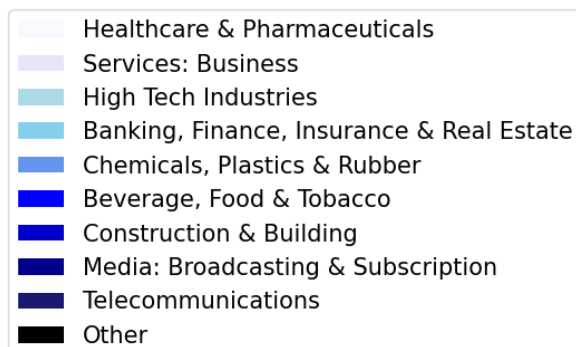 Healthcare & Pharmaceuticals
Services: Business
High Tech Industries
Banking, Finance, Insurance & Real Estate
Chemicals, Plastics & Rubber
Beverage, Food & Tobacco
Construction & Building
Media: Broadcasting & Subscription
Telecommunications
Other